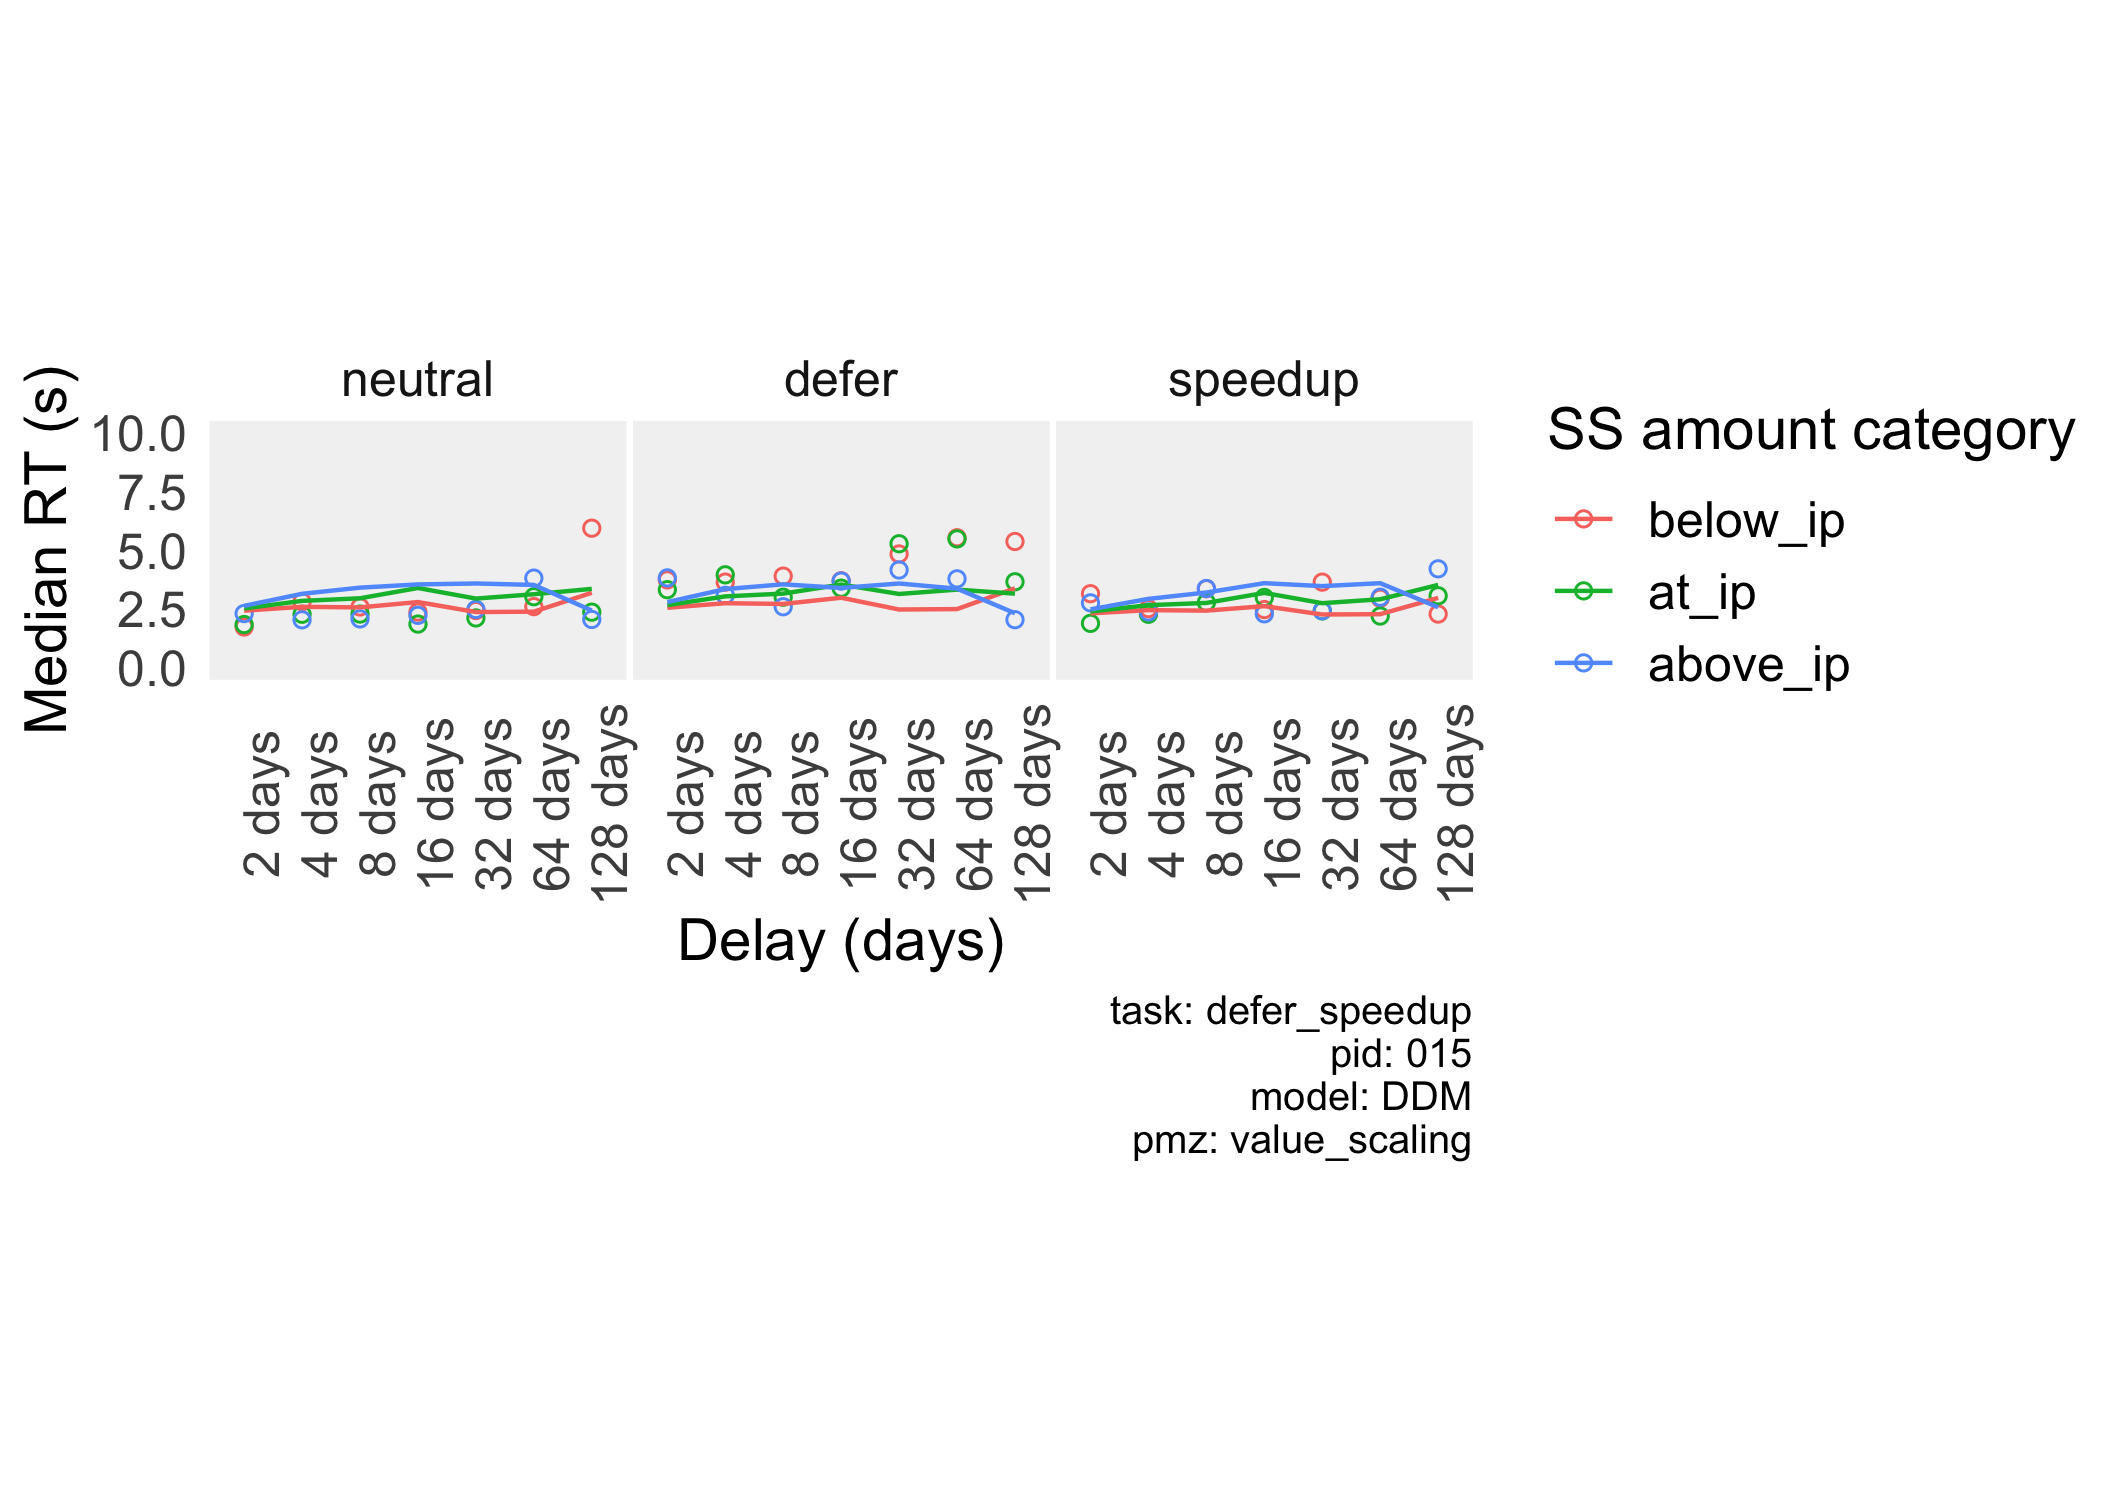 neutral defer speedup
Median RT (s)
10.0
7.5
5.0
2.5
0.0
2 days 4 days 8 days 16 days 32 days 64 days 128 days 2 days 4 days 8 days 16 days 32 days 64 days 128 days 2 days 4 days 8 days 16 days 32 days 64 days 128 days
Delay (days)
SS amount category
below_ip
at_ip
above_ip
task: defer_speedup
pid: 015
model: DDM
pmz: value_scaling